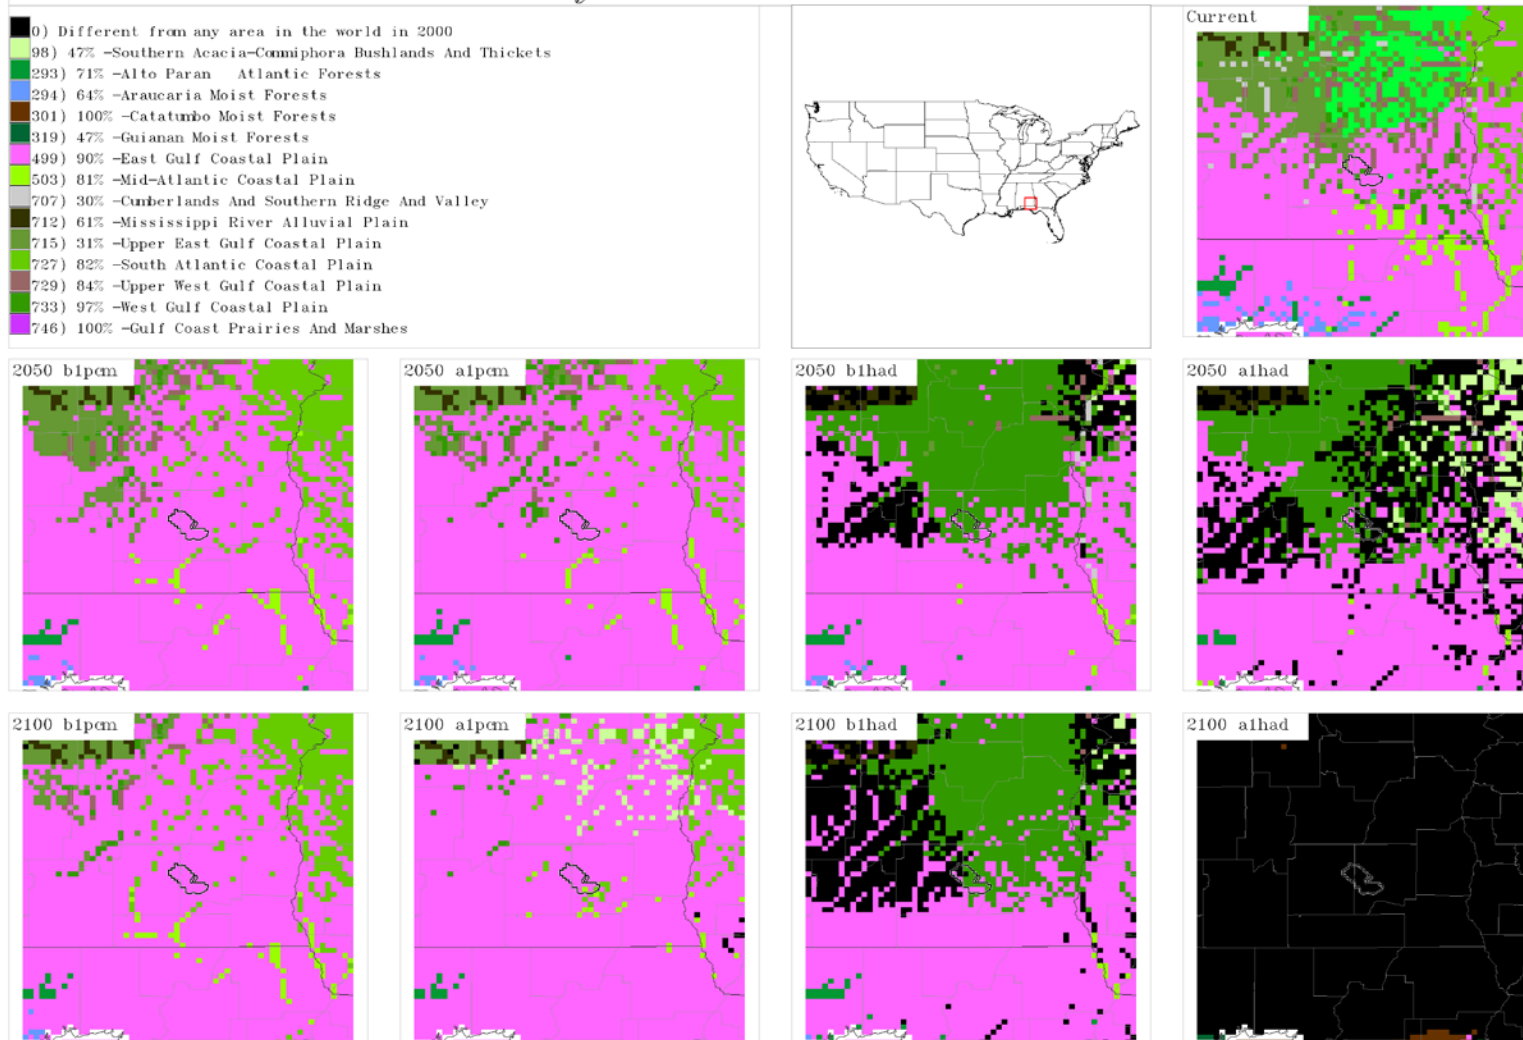 0) Different from any area in the world in 2000
98) 47% -Southern Acacia-Commiphora Bushlands And Thickets
293) 71% -Alto Paran   Atlantic Forests
294) 64% -Araucaria Moist Forests
301) 100% -Catatumbo Moist Forests
319) 47% -Guianan Moist Forests
499) 90% -East Gulf Coastal Plain
503) 81% -Mid-Atlantic Coastal Plain
707) 30% -Cumberlands And Southern Ridge And Valley
712) 61% -Mississippi River Alluvial Plain
715) 31% -Upper East Gulf Coastal Plain
727) 82% -South Atlantic Coastal Plain
729) 84% -Upper West Gulf Coastal Plain
733) 97% -West Gulf Coastal Plain
746) 100% -Gulf Coast Prairies And Marshes
Current
2050 b1pcm
2050 a1pcm
2050 b1had
2050 a1had
2100 b1pcm
2100 a1pcm
2100 b1had
2100 a1had